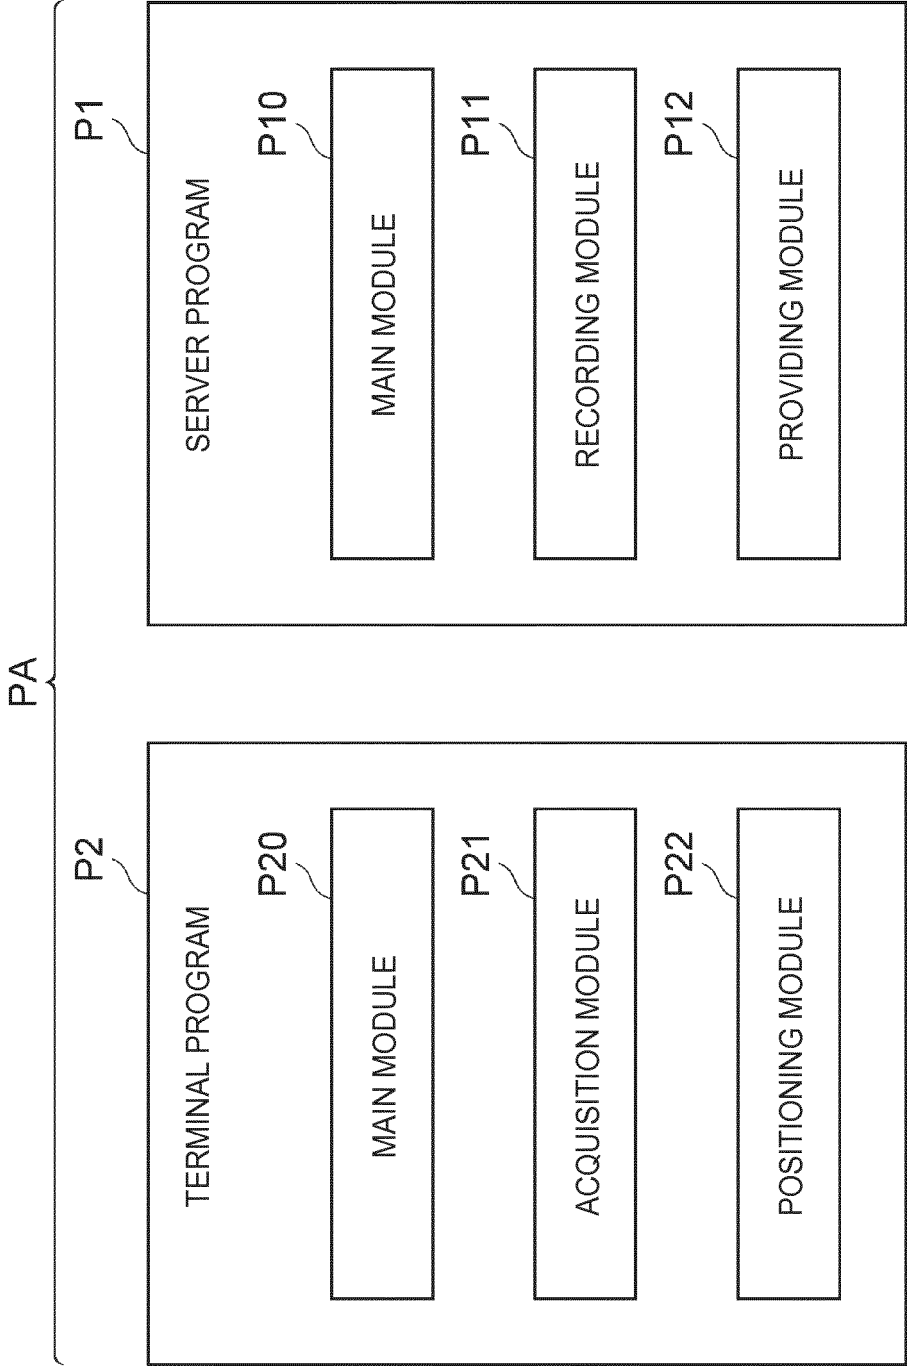 PA
P2
TERMINAL PROGRAM
P20
MAIN MODULE
P21
ACQUISITION MODULE
P22
POSITIONING MODULE
P1
SERVER PROGRAM
P10
MAIN MODULE
P11
RECORDING MODULE
P12
PROVIDING MODULE